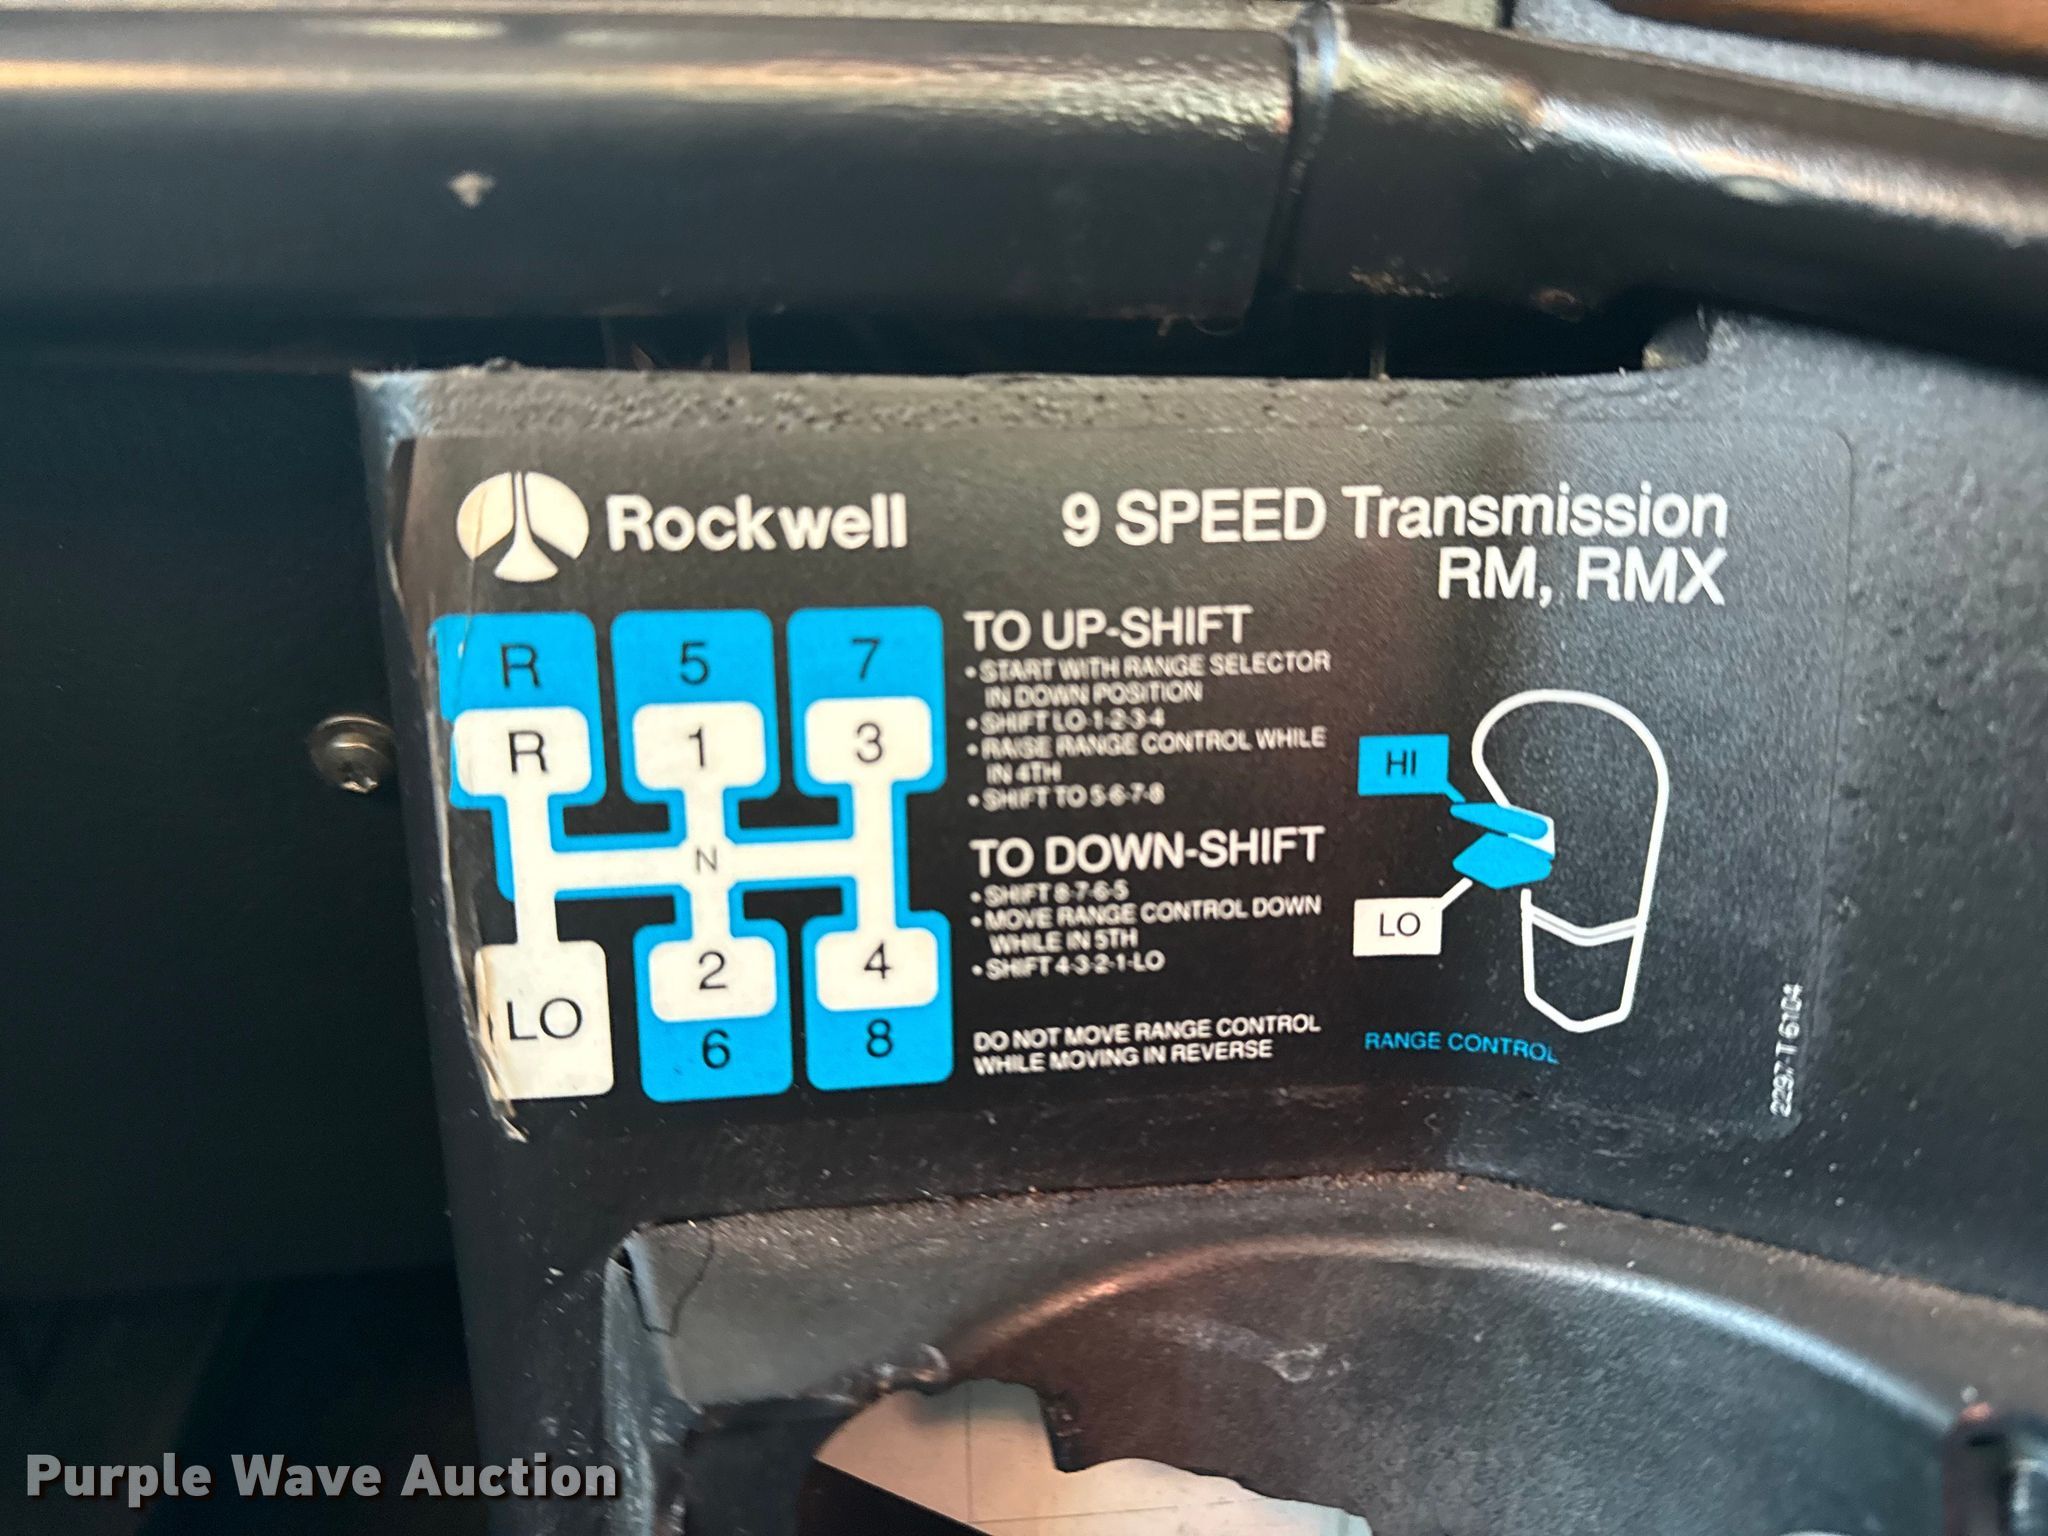 Rockwell
9 SPEED Transmission
RM, RMX
R 5 7
R 1 3
N
LO 2 4
6 8
TO UP-SHIFT
• START WITH RANGE SELECTOR
IN DOWN POSITION
• SHIFT LO-1-2-3-4
• RAISE RANGE CONTROL WHILE
IN 4TH
• SHIFT TO 5-6-7-8
TO DOWN-SHIFT
• SHIFT 8-7-6-5
• MOVE RANGE CONTROL DOWN
WHILE IN 5TH
• SHIFT 4-3-2-1-LO
DO NOT MOVE RANGE CONTROL
WHILE MOVING IN REVERSE
HI
LO
RANGE CONTROL
2297-T 6104
Purple Wave Auction